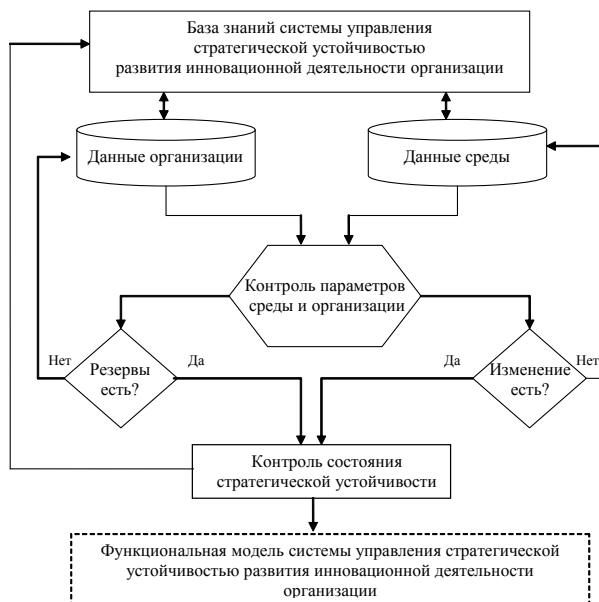 База знаний системы управления
стратегической устойчивостью
развития инновационной деятельности организации
Данные организации
Данные среды
Контроль параметров
среды и организации
Нет
Резервы
есть?
Да
Да
Изменение
есть?
Нет
Контроль состояния
стратегической устойчивости
Функциональная модель системы управления стратегической
устойчивостью развития инновационной деятельности
организации